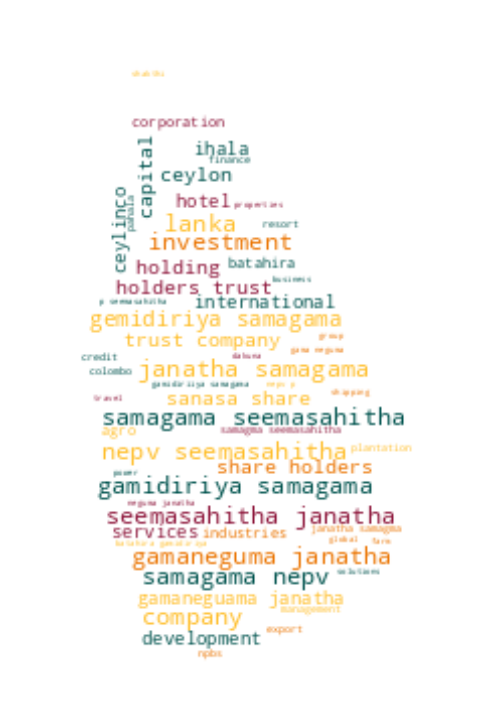 shakthi
corporation
capital
ihala
finance
ceylon
ceylinco
pahala
hotel properties
lanka resort
investment
holding batahira
business
holders trust
p seemasahitha international
gemidiriya samagama
trust company group
gama neguma
credit dakuna
colombo janatha samagama
gamidiriiya samagama nepv p
travel sanasa share shipping
samagama seemasahitha
agro samagma seemasahitha
nepv seemasahitha plantation
share holders
power
gamidiriya samagama
neguma janatha
seemasahitha janatha
services industries janatha samagma
global farm
batahira gemidiriya
gamaneguma janatha
samagama nepv solutions
gamaneguama janatha
management
company
export
development
npbs